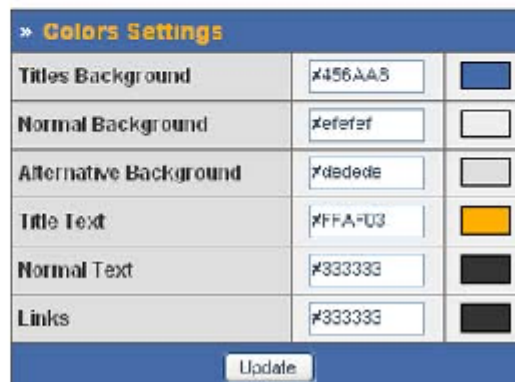 » Colors Settings
Titles Background #456AA8
Normal Background #efefef
Alternative Background #dedede
Title Text #FFAF03
Normal Text #333333
Links #333333
Update